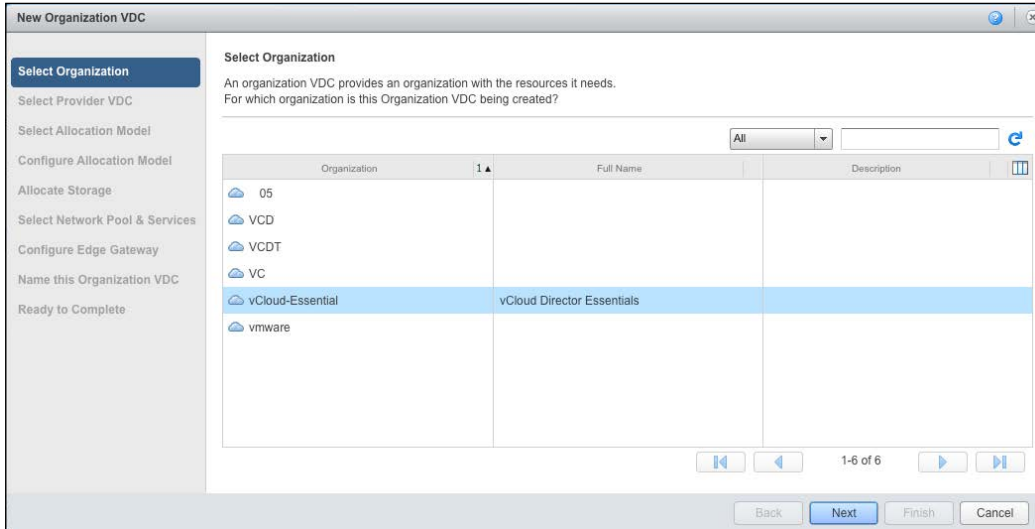 New Organization VDC
Select Organization
Select Provider VDC
Select Allocation Model
Configure Allocation Model
Allocate Storage
Select Network Pool & Services
Configure Edge Gateway
Name this Organization VDC
Ready to Complete
Select Organization
An organization VDC provides an organization with the resources it needs.
For which organization is this Organization VDC being created?
All
Organization 1▲ Full Name Description
05
VCD
VCDT
VC
vCloud-Essential vCloud Director Essentials
vmware
1-6 of 6
Back Next Finish Cancel